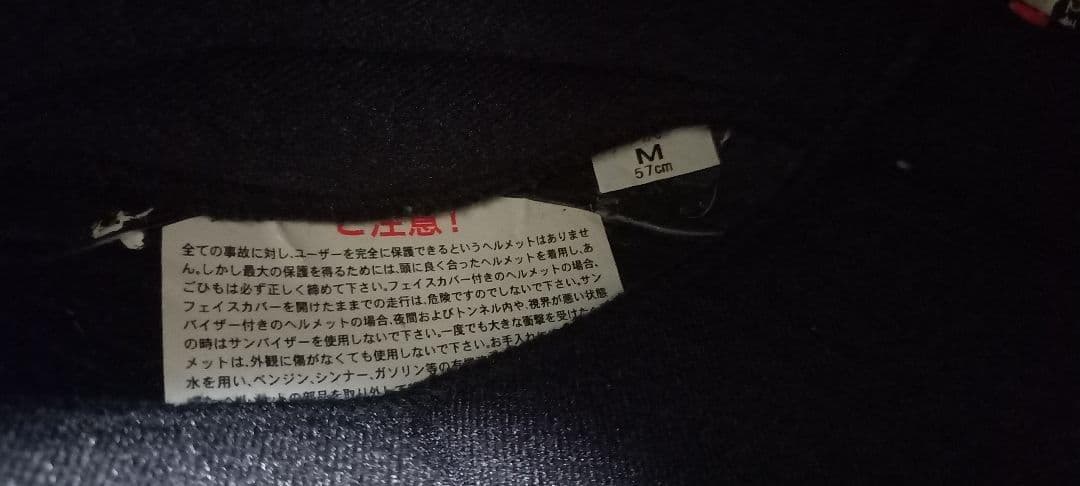 M
57cm
ご注意!
全ての事故に対し、ユーザーを完全に保護できるというヘルメットはありませ
ん。しかし最大の保護を得るためには、頭に良く合ったヘルメットを着用し、あ
ごひもは必ず正しく締めて下さい。フェイスカバー付きのヘルメットの場合、
フェイスカバーを開けたままでの走行は、危険ですのでしないで下さい。サン
バイザー付きのヘルメットの場合、夜間およびトンネル内や、視界が悪い状態
の時はサンバイザーを使用しないで下さい。一度でも大きな衝撃を受けた
メットは、外観に傷がなくても使用しないで下さい。お手入れ
水を用い、ベンジン、シンナー、ガソリン等の有機
の部品を取り外して